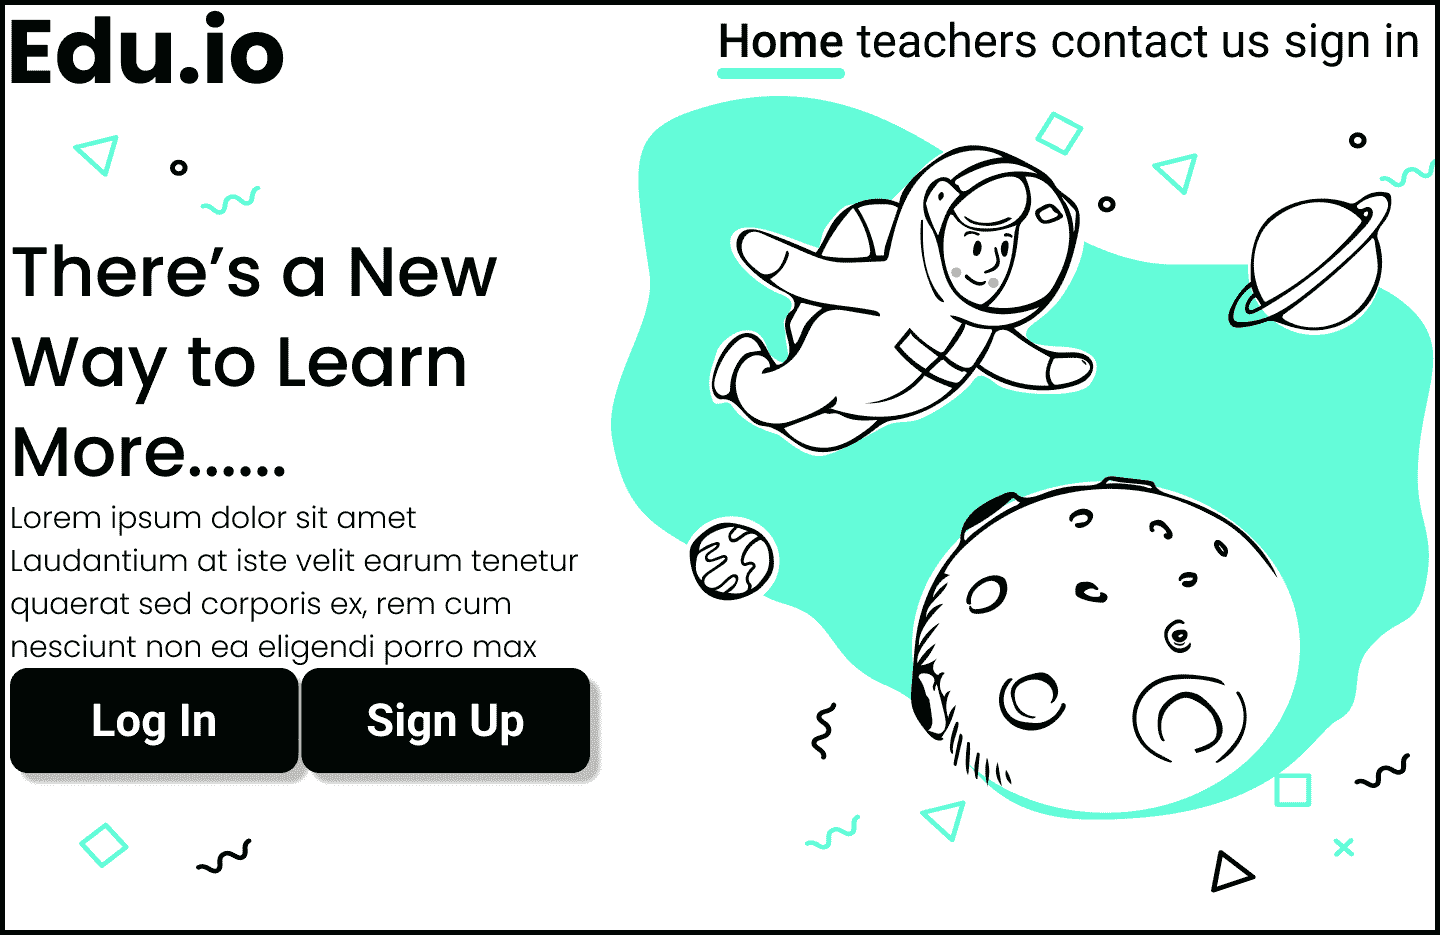 Edu.io
Home teachers contact us sign in
There’s a New
Way to Learn
More......
Lorem ipsum dolor sit amet
Laudantium at iste velit earum tenetur
quaerat sed corporis ex, rem cum
nesciunt non ea eligendi porro max
Log In
Sign Up